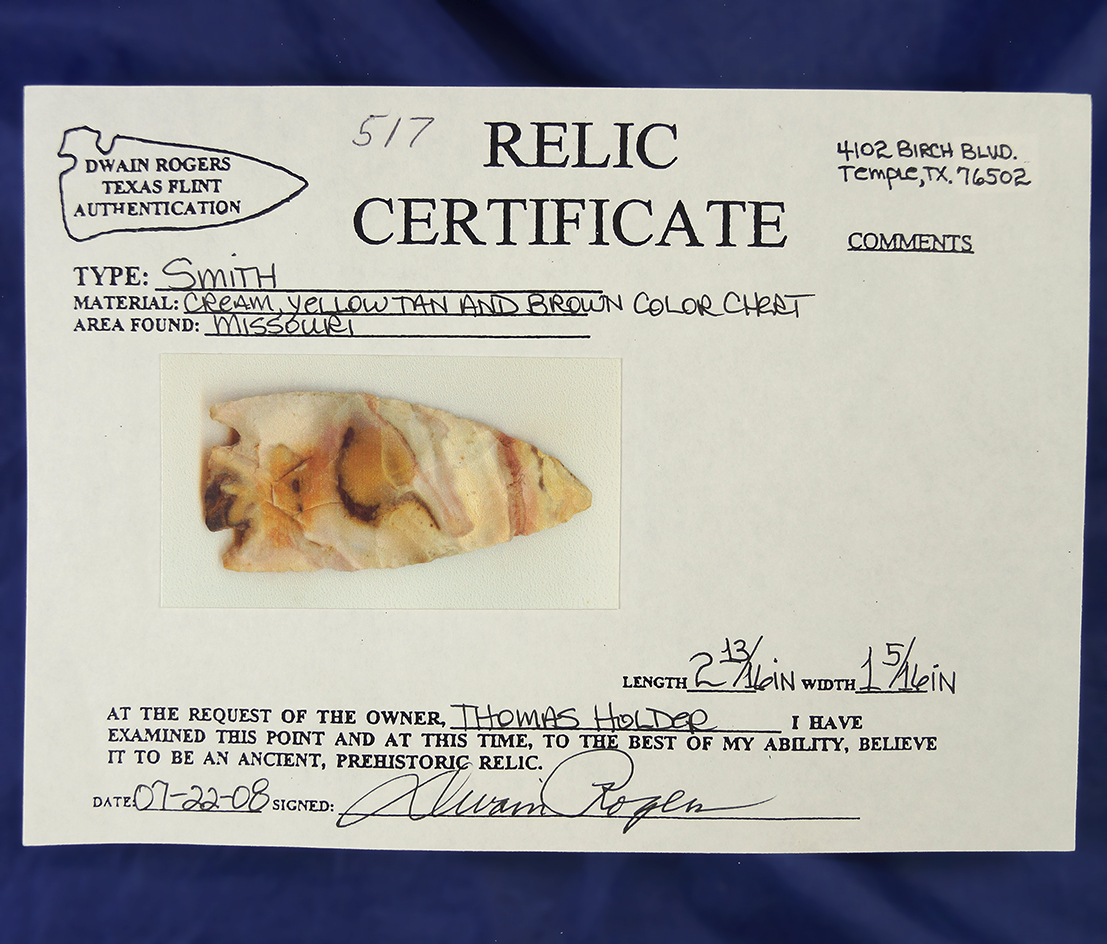 517
DWAIN ROGERS
TEXAS FLINT
AUTHENTICATION
RELIC
CERTIFICATE
4102 BIRCH BLVD.
Temple, TX. 76502
COMMENTS
TYPE: SMITH
MATERIAL: CREAM, YELLOW TAN AND BROWN COLOR CHERT
AREA FOUND: MISSOURI
LENGTH 2 13/16 IN WIDTH 1 5/16 IN
AT THE REQUEST OF THE OWNER, THOMAS HOLDER I HAVE
EXAMINED THIS POINT AND AT THIS TIME, TO THE BEST OF MY ABILITY, BELIEVE
IT TO BE AN ANCIENT, PREHISTORIC RELIC.
DATE: 07-22-08 SIGNED: Dwain Rogers